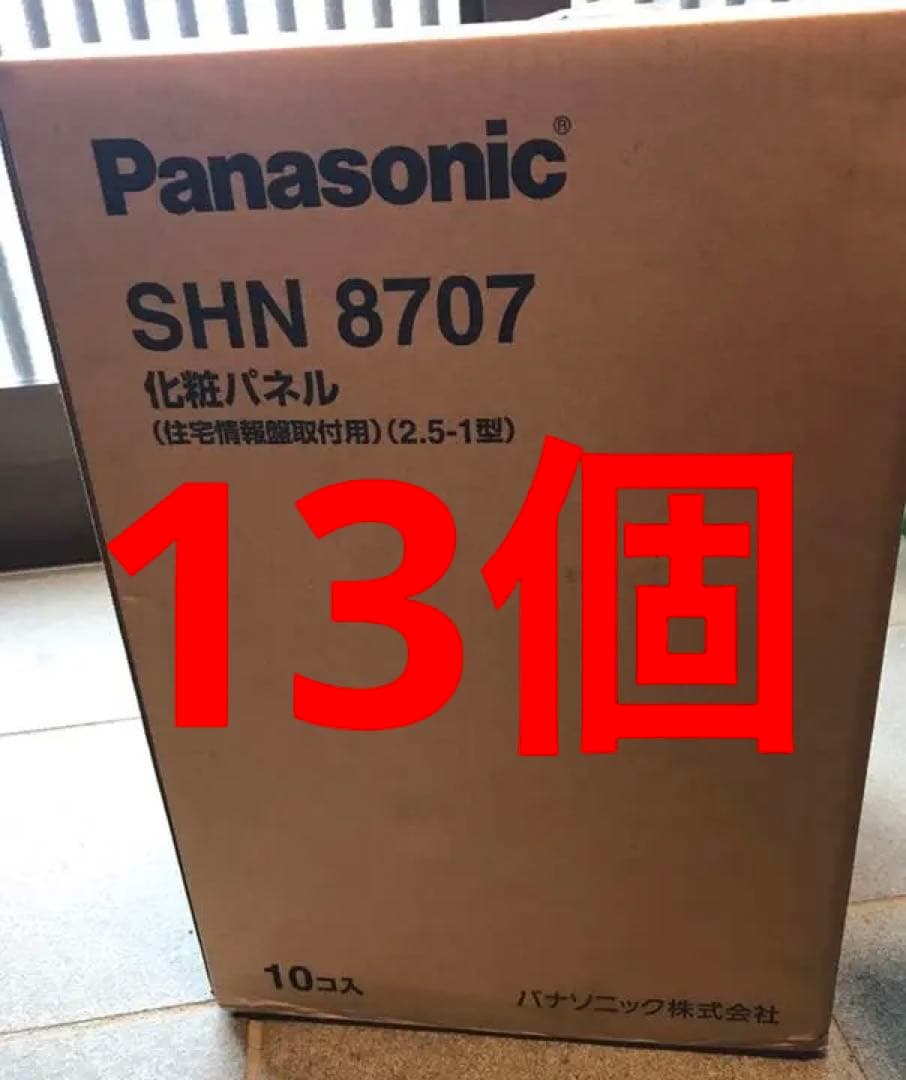 Panasonic®
SHN 8707
化粧パネル
(住宅情報盤取付用)(2.5-1型)
13個
10コ入
パナソニック株式会社